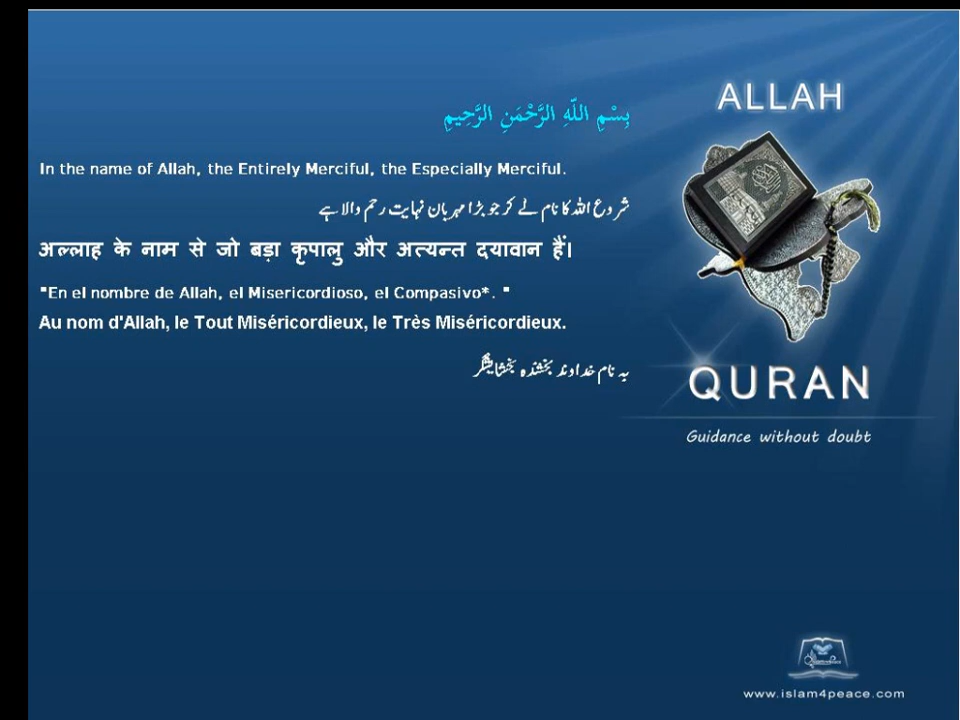 بِسْمِ اللَّهِ الرَّحْمَنِ الرَّحِيمِ
In the name of Allah, the Entirely Merciful, the Especially Merciful.
شروع اللہ کا نام لے کر جو بڑا مہربان نہایت رحم والا ہے
अल्लाह के नाम से जो बड़ा कृपालु और अत्यन्त दयावान हैं।
"En el nombre de Allah, el Misericordioso, el Compasivo*. "
Au nom d'Allah, le Tout Miséricordieux, le Très Miséricordieux.
به نام خداوند بخشنده بخشایشگر
ALLAH
QURAN
Guidance without doubt
www.islam4peace.com